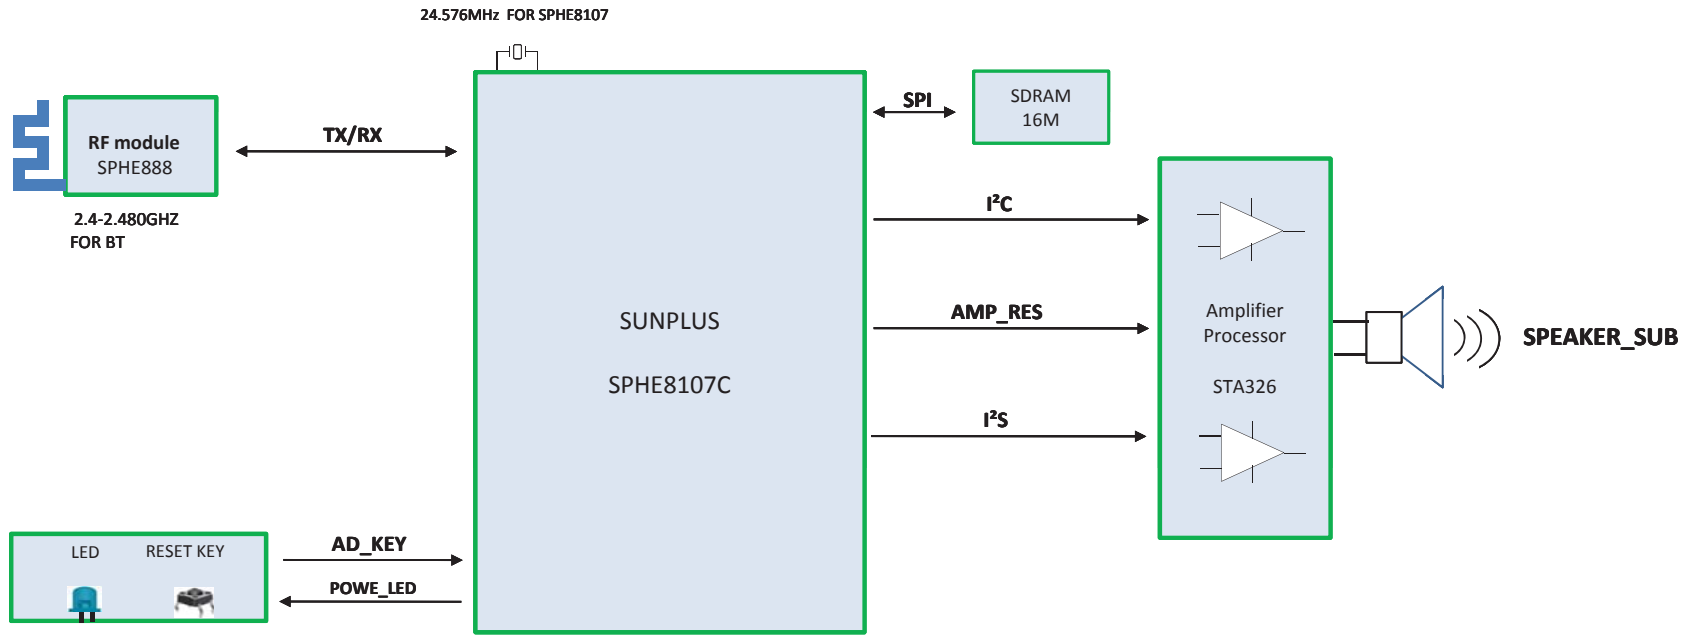 24.576MHz FOR SPHE8107
SPI
SDRAM
16M
RF module
SPHE888
TX/RX
2.4-2.480GHZ
FOR BT
I²C
SUNPLUS
SPHE8107C
AMP_RES
Amplifier
Processor
STA326
SPEAKER_SUB
I²S
LED
RESET KEY
AD_KEY
POWE_LED